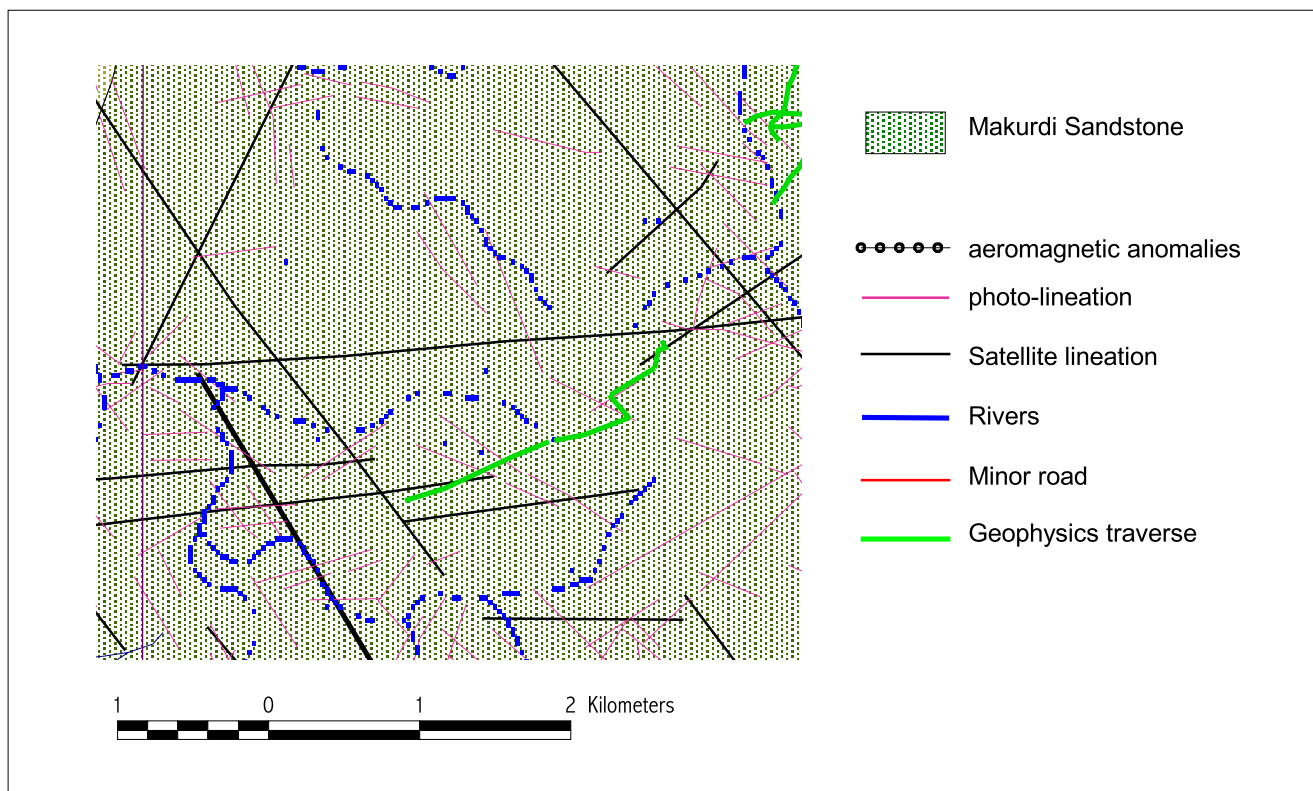 Makurdi Sandstone
aeromagnetic anomalies
photo-lineation
Satellite lineation
Rivers
Minor road
Geophysics traverse
1 0 1 2 Kilometers